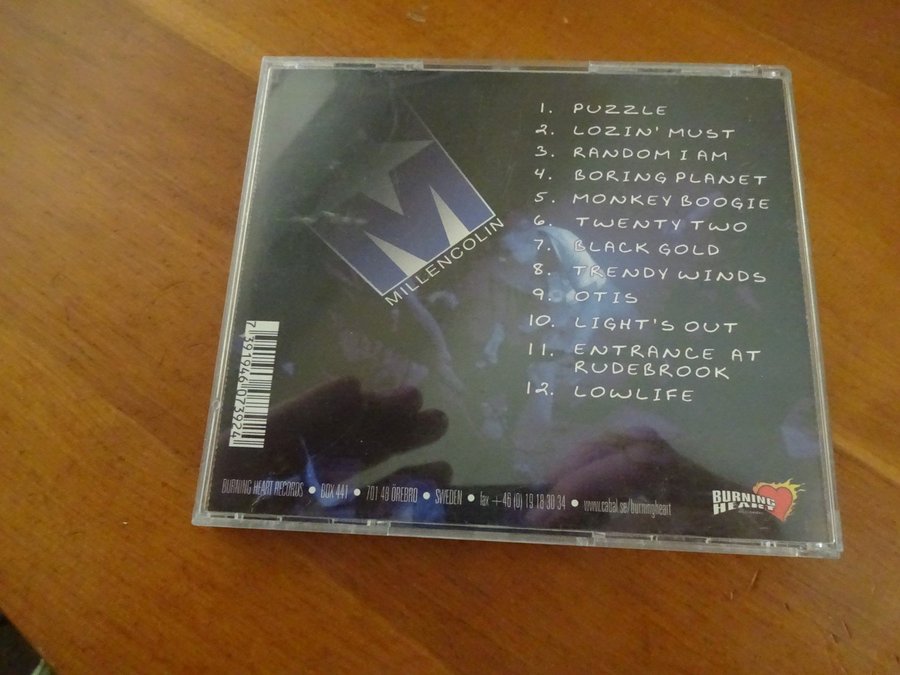 1. PUZZLE
2. LOZIN' MUST
3. RANDOM I AM
4. BORING PLANET
5. MONKEY BOOGIE
6. TWENTY TWO
7. BLACK GOLD
8. TRENDY WINDS
9. OTIS
10. LIGHT'S OUT
11. ENTRANCE AT
RUDEBROOK
12. LOWLIFE
M
MILLENCOLIN
7 391946 073924
BURNING HEART RECORDS • BOX 441 • 701 48 ÖREBRO • SWEDEN • fax +46 (0) 19 18 30 34 • www.cabal.se/burningheart
BURNING
HEART